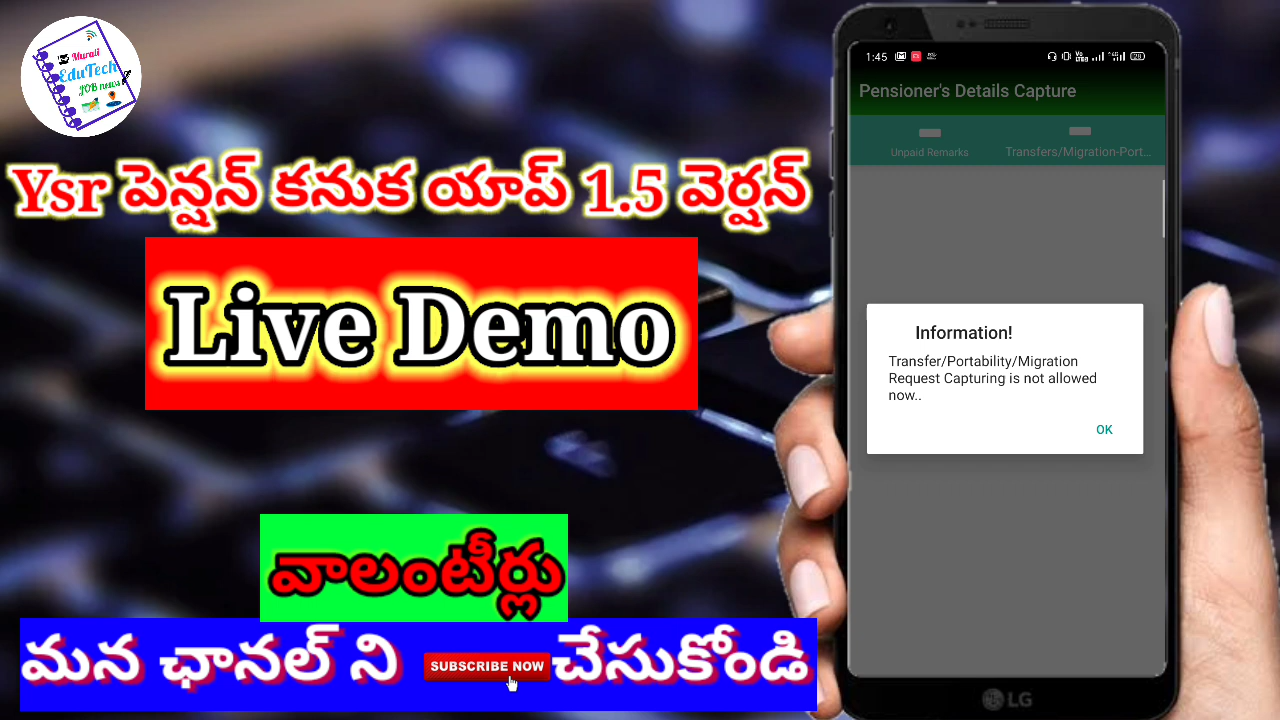 Murali
EduTech
JOB news
Ysr పెన్షన్ కనుక యాప్ 1.5 వెర్షన్
Live Demo
వాలంటీర్లు
మన ఛానల్ ని SUBSCRIBE NOW చేసుకోండి
1:45
Pensioner's Details Capture
Unpaid Remarks
Transfers/Migration-Port...
Information!
Transfer/Portability/Migration
Request Capturing is not allowed
now..
OK
LG